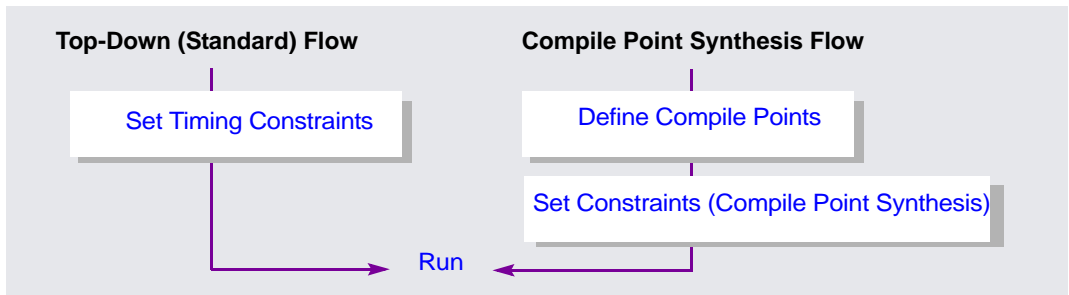 Top-Down (Standard) Flow
Compile Point Synthesis Flow
Set Timing Constraints
Define Compile Points
Set Constraints (Compile Point Synthesis)
Run